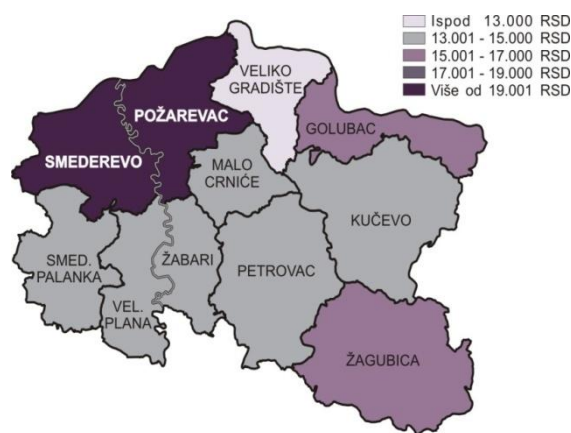 Ispod 13.000 RSD
13.001 - 15.000 RSD
15.001 - 17.000 RSD
17.001 - 19.000 RSD
Više od 19.001 RSD
VELIKO
GRADIŠTE
POŽAREVAC
GOLUBAC
SMEDEREVO
MALO
CRNIĆE
KUČEVO
SMED.
PALANKA
ŽABARI
PETROVAC
VEL.
PLANA
ŽAGUBICA